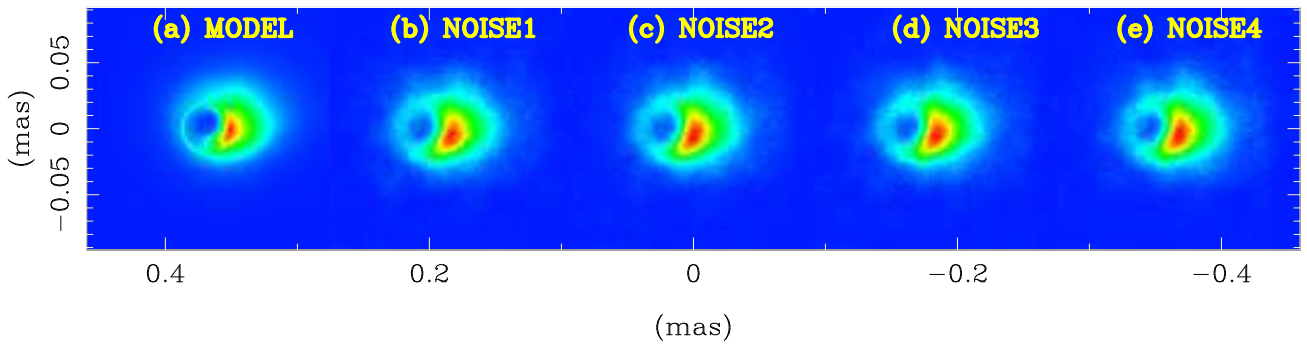 (a) MODEL (b) NOISE1 (c) NOISE2 (d) NOISE3 (e) NOISE4
(mas)
0.05
0
−0.05
0.4 0.2 0 −0.2 −0.4
(mas)